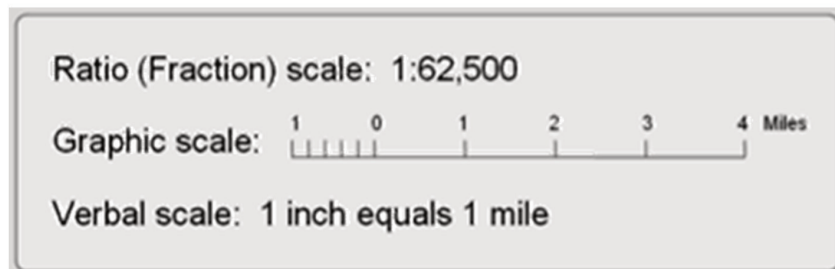 Ratio (Fraction) scale: 1:62,500
Graphic scale: 1 0 1 2 3 4 Miles
Verbal scale: 1 inch equals 1 mile